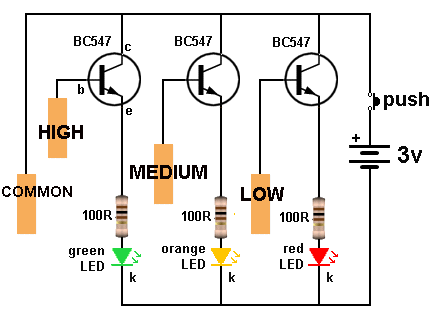 BC547
BC547
BC547
c
b
e
push
HIGH
+
3v
MEDIUM
COMMON
LOW
100R
100R
100R
green
LED
orange
LED
red
LED
k
k
k